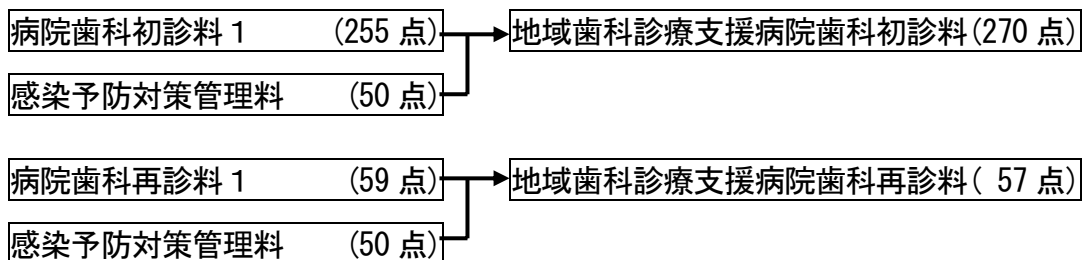 病院歯科初診料１ (255 点) 地域歯科診療支援病院歯科初診料(270 点)
感染予防対策管理料 (50 点)
病院歯科再診料１ (59 点) 地域歯科診療支援病院歯科再診料( 57 点)
感染予防対策管理料 (50 点)